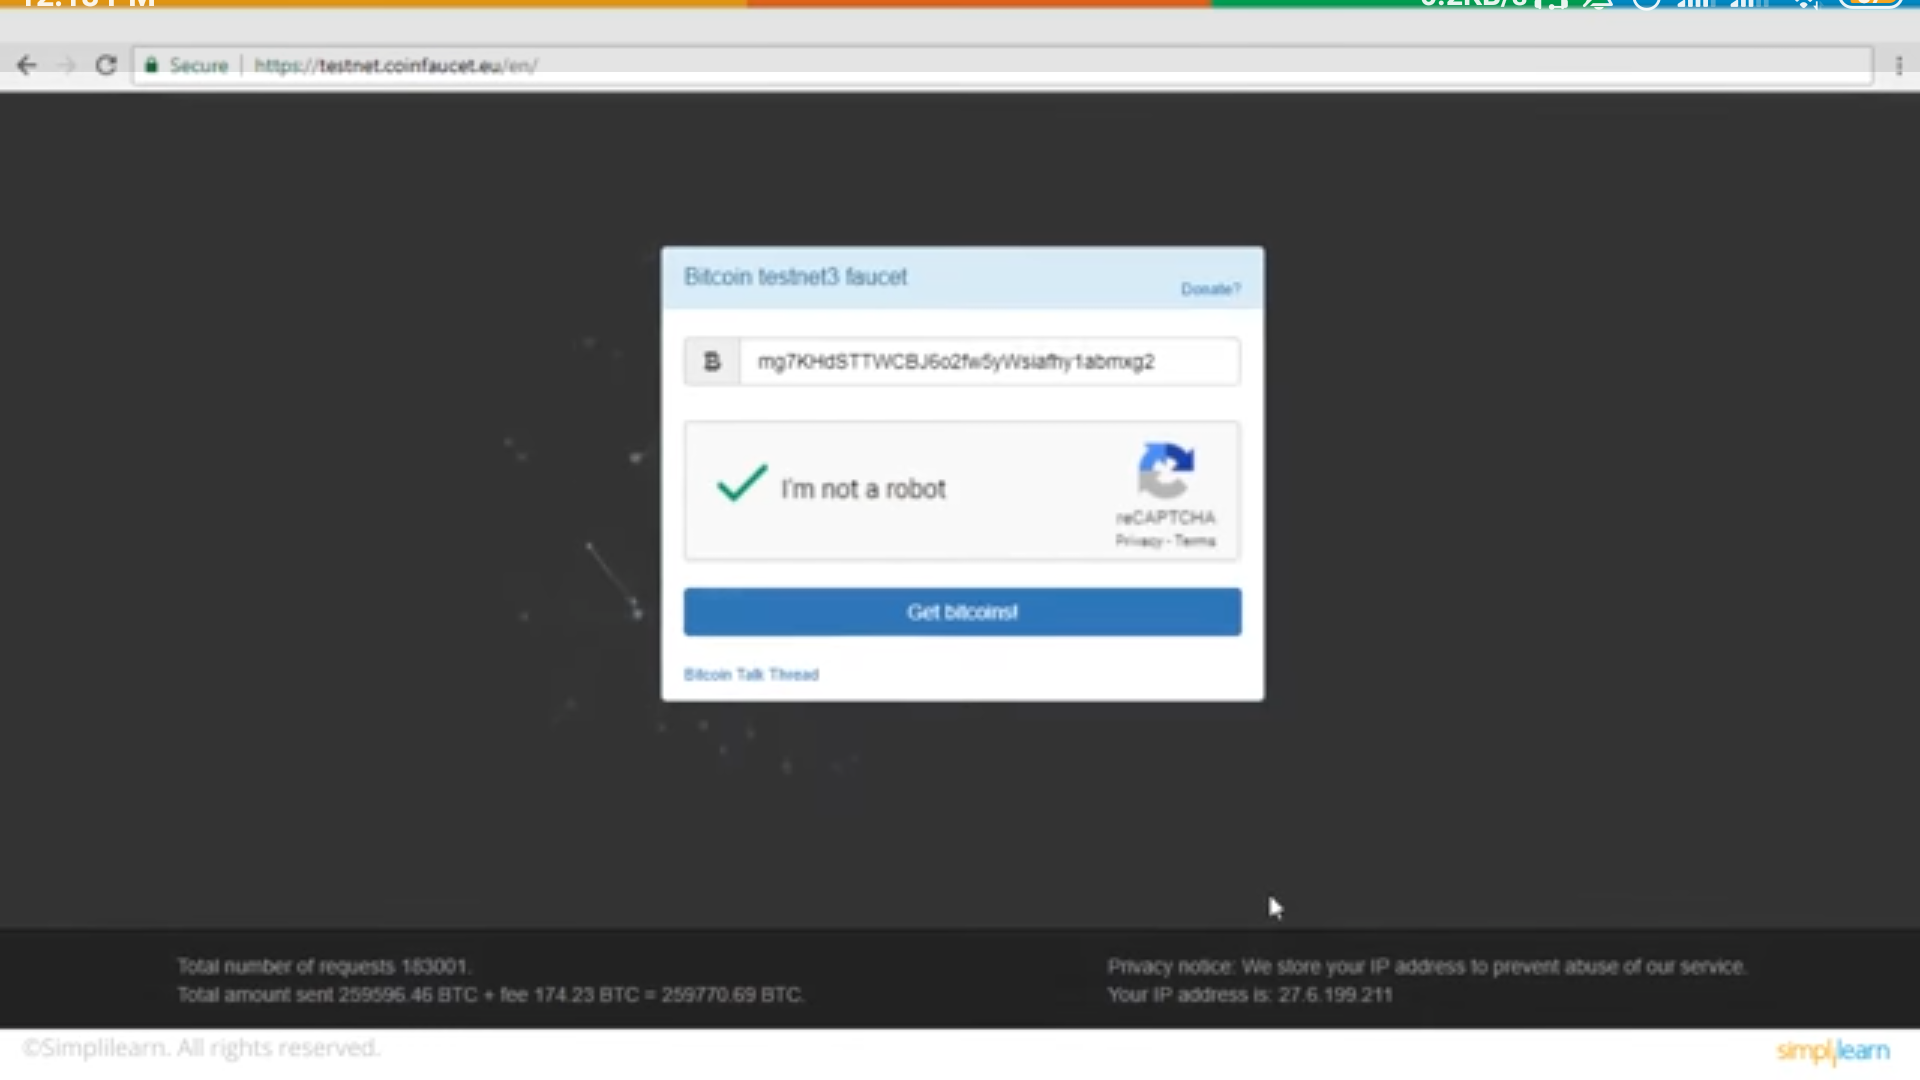 Secure | https://testnet.coinfaucet.eu/en/
Bitcoin testnet3 faucet
Donate?
mg7KHdSTTWCBJ6o2fw5yWsiafhy1abmxg2
I'm not a robot
reCAPTCHA
Privacy - Terms
Get bitcoins!
Bitcoin Talk Thread
Total number of requests 183001.
Total amount sent 259596.46 BTC + fee 174.23 BTC = 259770.69 BTC.
Privacy notice: We store your IP address to prevent abuse of our service.
Your IP address is: 27.6.199.211
©Simplilearn. All rights reserved.
simplilearn